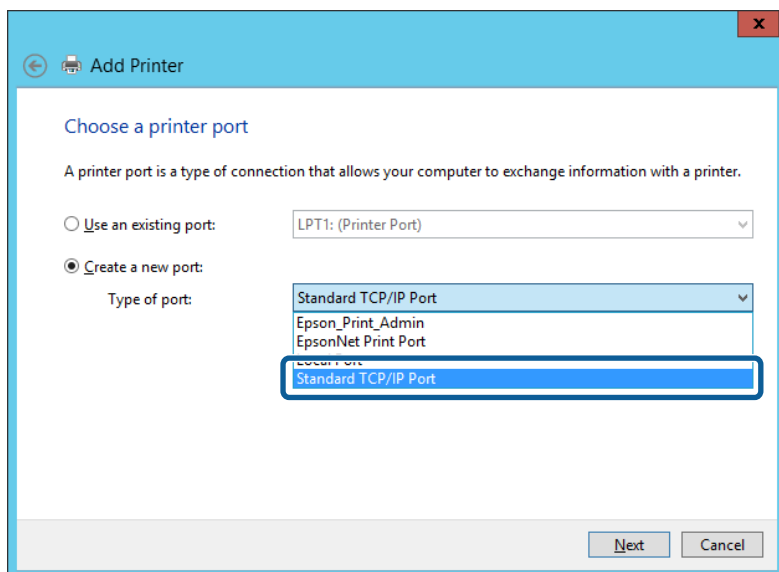 x
Add Printer
Choose a printer port
A printer port is a type of connection that allows your computer to exchange information with a printer.
Use an existing port: LPT1: (Printer Port)
Create a new port:
Type of port: Standard TCP/IP Port
Epson_Print_Admin
EpsonNet Print Port
Local Port
Standard TCP/IP Port
Next Cancel